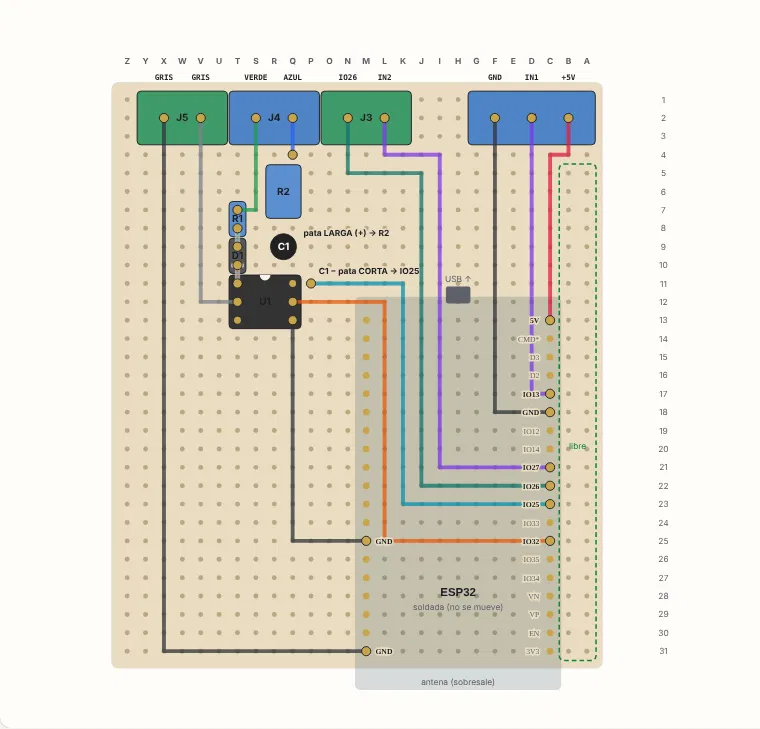 Z Y X W V U T S R Q P O N M L K J I H G F E D C B A
GRIS GRIS VERDE AZUL IO26 IN2 GND IN1 +5V
1
J5 J4 J3 2
3
4
5
R2 6
R1 7
8
pata LARGA (+) → R2
C1 9
D1 10
C1 – pata CORTA → IO25 11
USB ↑
U1 12
5V 13
CMD* 14
D3 15
D2 16
IO13 17
GND 18
IO12 19
IO14 libre 20
IO27 21
IO26 22
IO25 23
IO33 24
GND IO32 25
IO35 26
IO34 27
ESP32
VN 28
soldada (no se mueve)
VP 29
EN 30
GND 3V3 31
antena (sobresale)